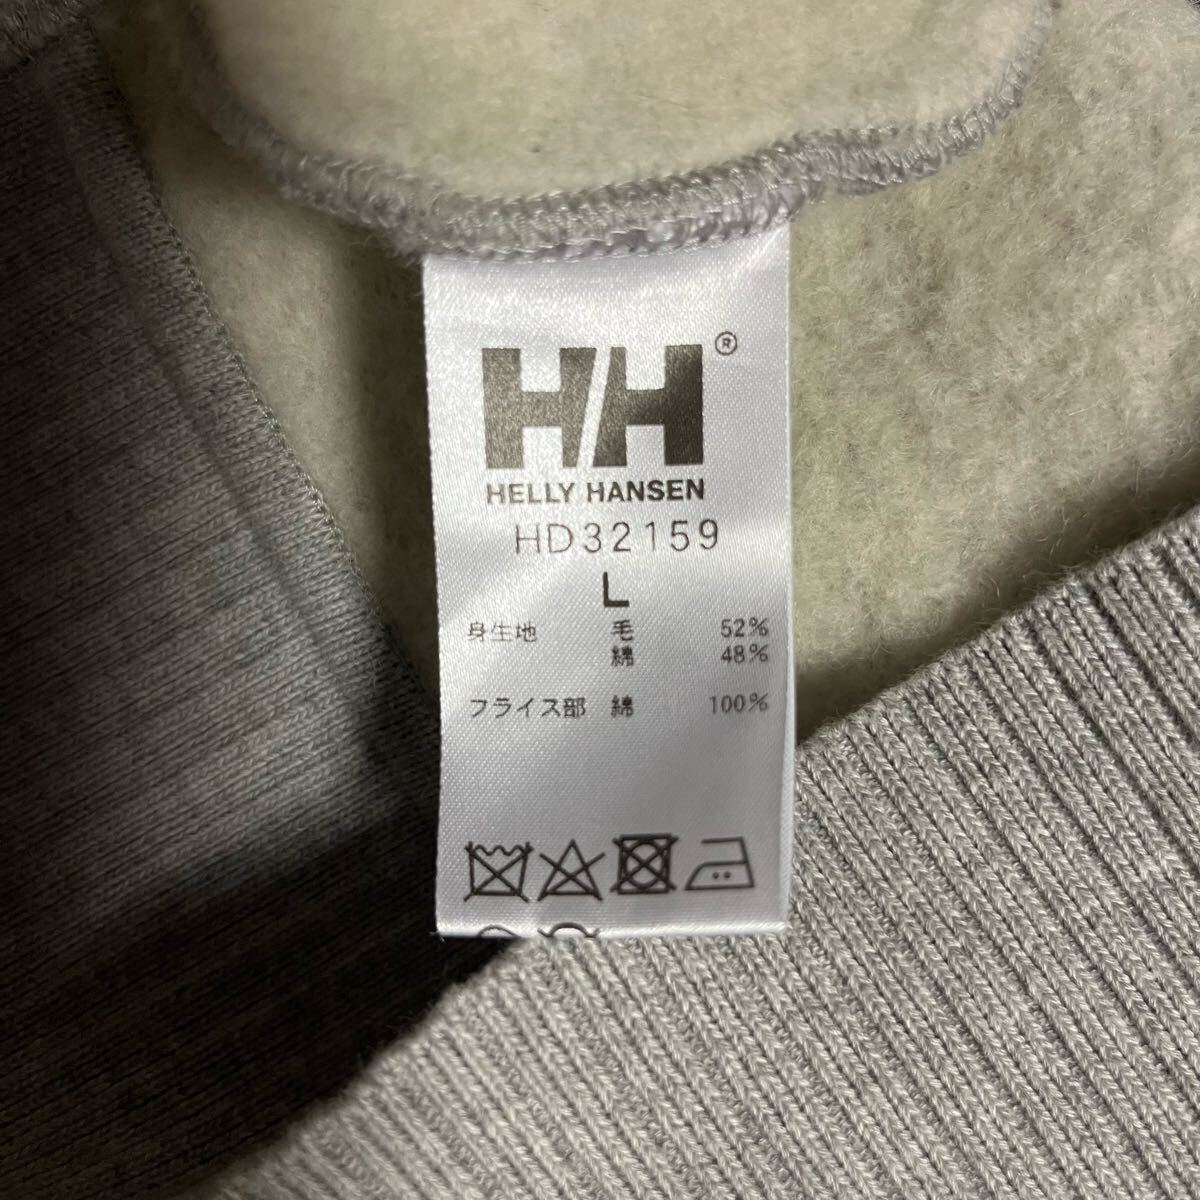 HH®
HELLY HANSEN
HD32159
L
身生地 毛 52%
綿 48%
フライス部 綿 100%